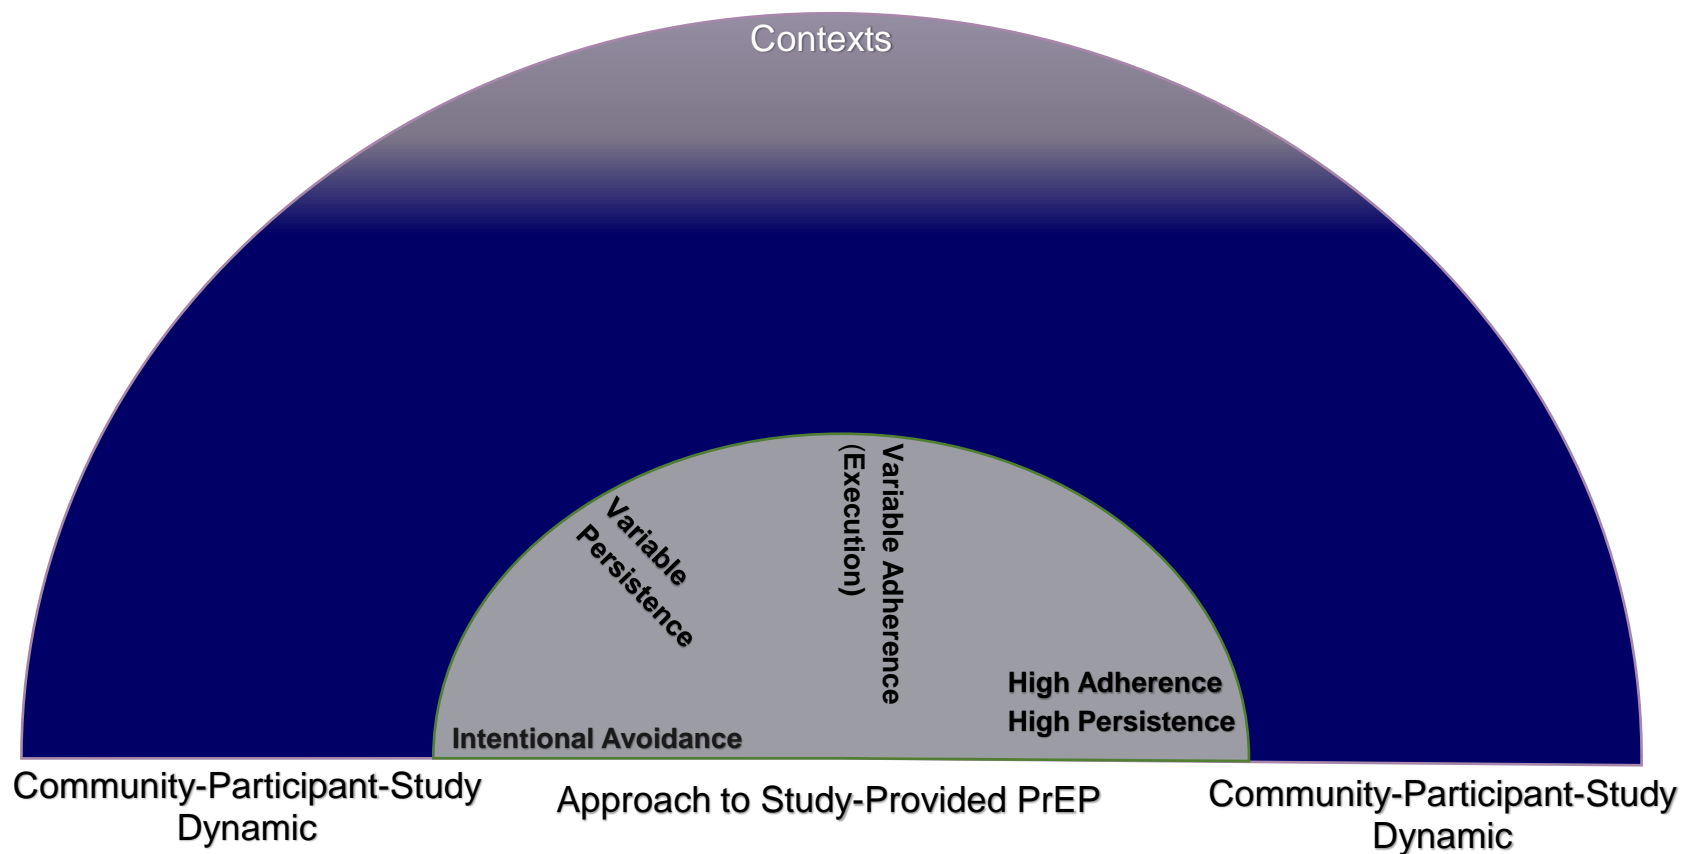 Contexts
Variable Adherence
(Execution)
Variable
Persistence
High Adherence
High Persistence
Intentional Avoidance
Community-Participant-Study
Dynamic
Approach to Study-Provided PrEP
Community-Participant-Study
Dynamic